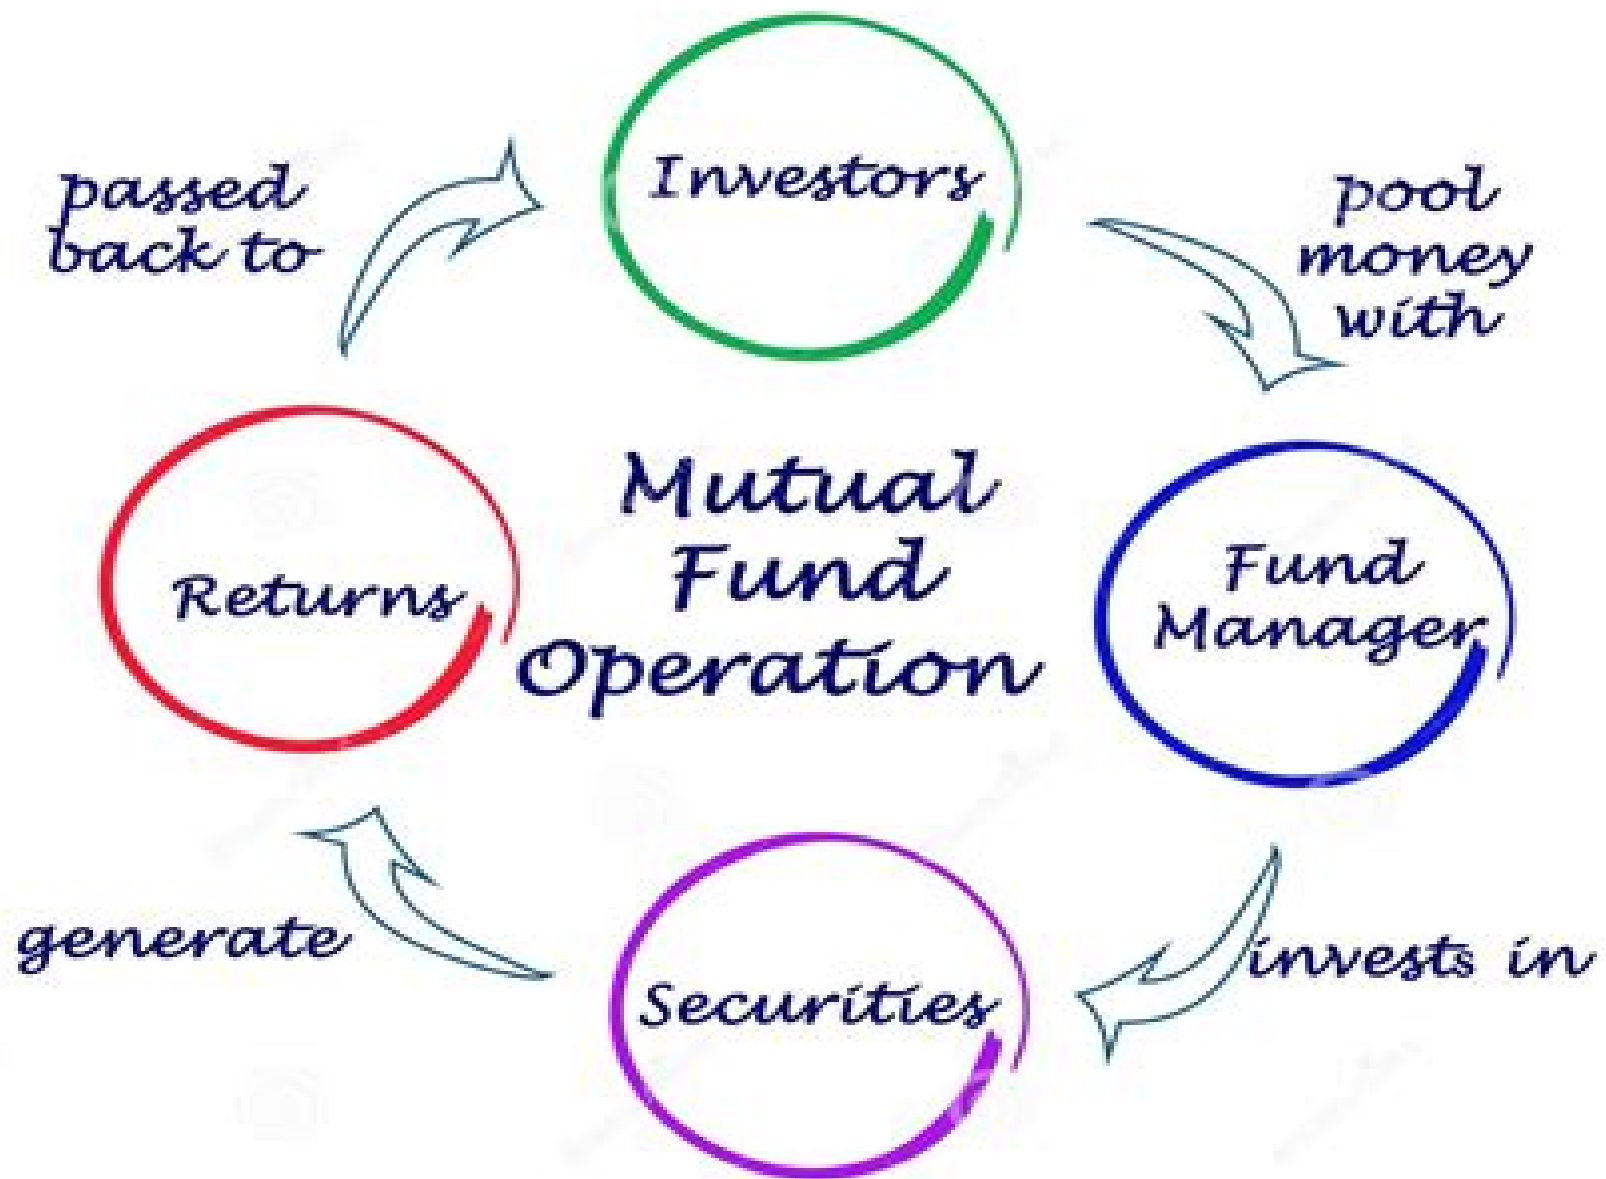 Investors
pool
money
with
Fund
Manager
invests in
Securities
generate
Returns
passed
back to
Mutual
Fund
Operation